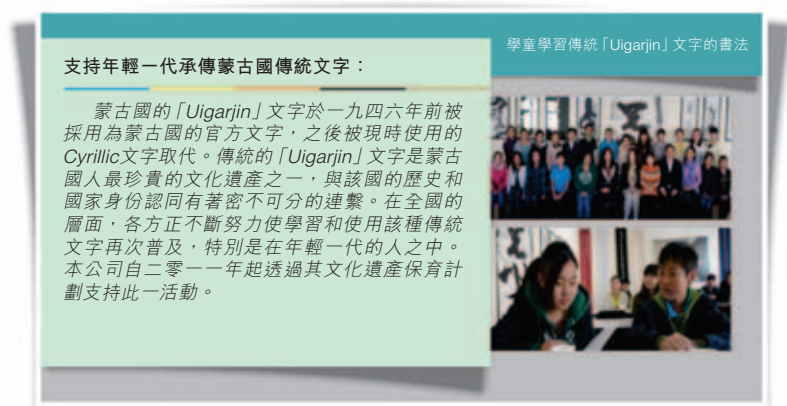 學童學習傳統「Uigarjin」文字的書法
支持年輕一代承傳蒙古國傳統文字：
蒙古國的「Uigarjin」文字於一九四六年前被
採用為蒙古國的官方文字，之後被現時使用的
Cyrillic文字取代。傳統的「Uigarjin」文字是蒙古
國人最珍貴的文化遺產之一，與該國的歷史和
國家身份認同有著密不可分的連繫。在全國的
層面，各方正不斷努力使學習和使用該種傳統
文字再次普及，特別是在年輕一代的人之中。
本公司自二零一一年起透過其文化遺產保育計
劃支持此一活動。